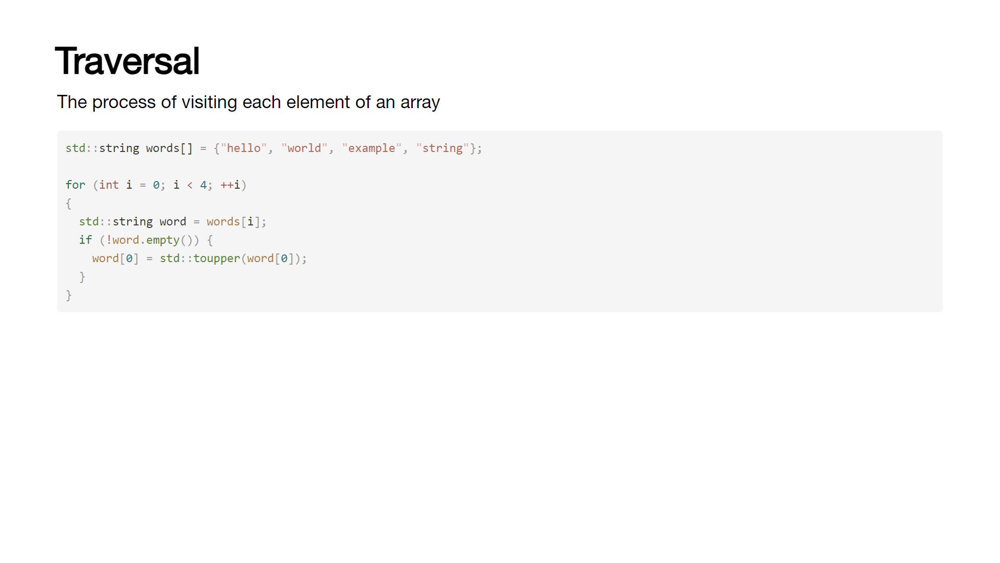 Traversal
The process of visiting each element of an array
std::string words[] = {"hello", "world", "example", "string"};
for (int i = 0; i < 4; ++i)
{
  std::string word = words[i];
  if (!word.empty()) {
    word[0] = std::toupper(word[0]);
  }
}